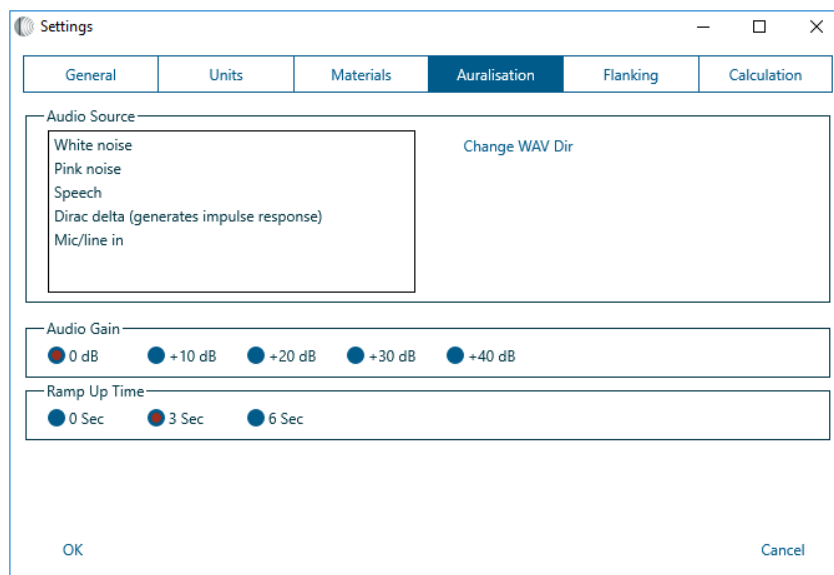 Settings
General Units Materials Auralisation Flanking Calculation
Audio Source
White noise
Change WAV Dir
Pink noise
Speech
Dirac delta (generates impulse response)
Mic/line in
Audio Gain
0 dB +10 dB +20 dB +30 dB +40 dB
Ramp Up Time
0 Sec 3 Sec 6 Sec
OK Cancel